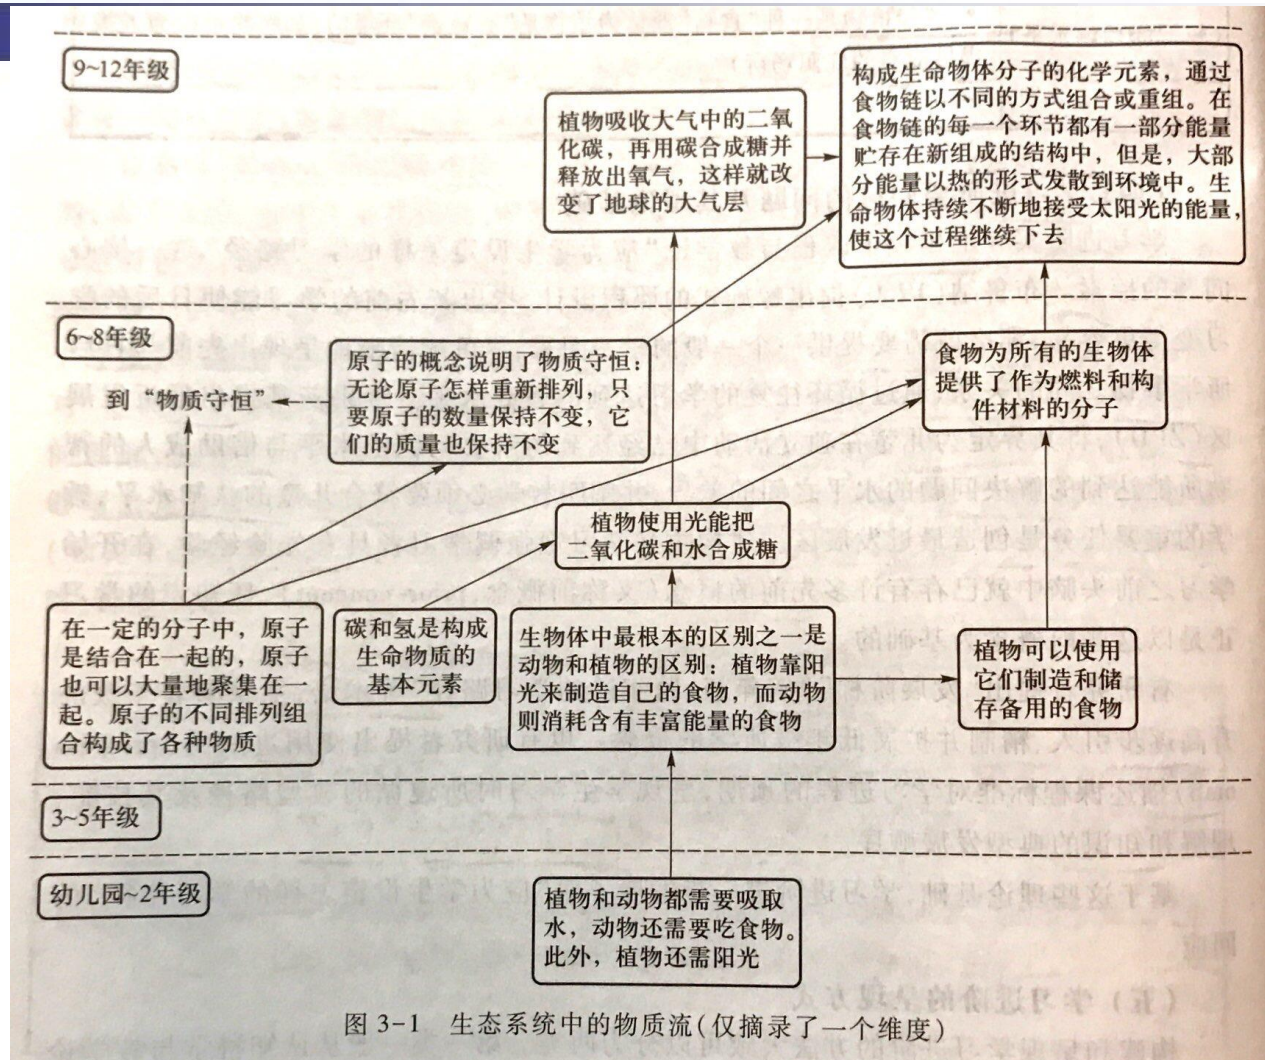 9~12年级
植物吸收大气中的二氧
化碳，再用碳合成糖并
释放出氧气，这样就改
变了地球的大气层
构成生命物体分子的化学元素，通过
食物链以不同的方式组合或重组。在
食物链的每一个环节都有一部分能量
贮存在新组成的结构中，但是，大部
分能量以热的形式发散到环境中。生
命物体持续不断地接受太阳光的能量，
使这个过程继续下去
6~8年级
到“物质守恒”
原子的概念说明了物质守恒：
无论原子怎样重新排列，只
要原子的数量保持不变，它
们的质量也保持不变
食物为所有的生物体
提供了作为燃料和构
件材料的分子
植物使用光能把
二氧化碳和水合成糖
在一定的分子中，原子
是结合在一起的，原子
也可以大量地聚集在一
起。原子的不同排列组
合构成了各种物质
碳和氢是构成
生命物质的
基本元素
生物体中最根本的区别之一是
动物和植物的区别：植物靠阳
光来制造自己的食物，而动物
则消耗含有丰富能量的食物
植物可以使用
它们制造和储
存备用的食物
3~5年级
幼儿园~2年级
植物和动物都需要吸取
水，动物还需要吃食物。
此外，植物还需阳光
图 3-1 生态系统中的物质流(仅摘录了一个维度)